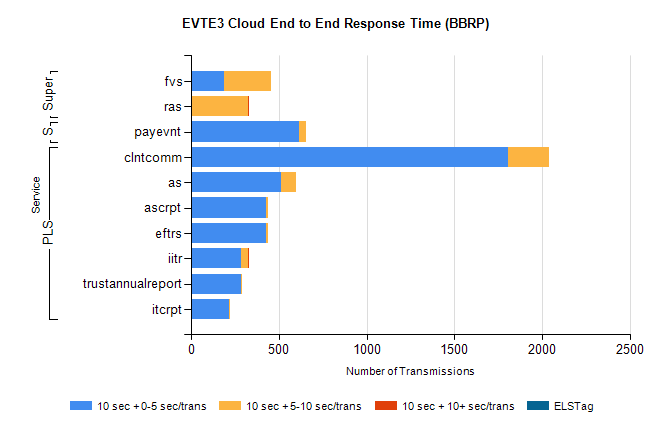 EVTE3 Cloud End to End Response Time (BBRP)
Super
fvs
ras
S
payevnt
Service
PLS
clntcomm
as
ascrpt
eftrs
iitr
trustannualreport
itcrpt
0 500 1000 1500 2000 2500
Number of Transmissions
10 sec +0-5 sec/trans 10 sec +5-10 sec/trans 10 sec + 10+ sec/trans ELSTag